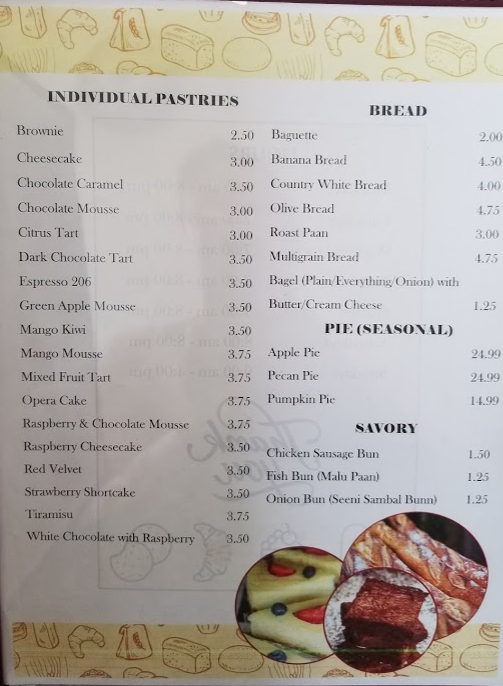 INDIVIDUAL PASTRIES
Brownie 2.50
Cheesecake 3.00
Chocolate Caramel 3.50
Chocolate Mousse 3.00
Citrus Tart 3.00
Dark Chocolate Tart 3.50
Espresso 206 3.50
Green Apple Mousse 3.50
Mango Kiwi 3.50
Mango Mousse 3.75
Mixed Fruit Tart 3.75
Opera Cake 3.75
Raspberry & Chocolate Mousse 3.75
Raspberry Cheesecake 3.50
Red Velvet 3.50
Strawberry Shortcake 3.50
Tiramisu 3.75
White Chocolate with Raspberry 3.50
BREAD
Baguette 2.00
Banana Bread 4.50
Country White Bread 4.00
Olive Bread 4.75
Roast Paan 3.00
Multigrain Bread 4.75
Bagel (Plain/Everything/Onion) with
Butter/Cream Cheese 1.25
PIE (SEASONAL)
Apple Pie 24.99
Pecan Pie 24.99
Pumpkin Pie 14.99
SAVORY
Chicken Sausage Bun 1.50
Fish Bun (Malu Paan) 1.25
Onion Bun (Seeni Sambal Bunn) 1.25